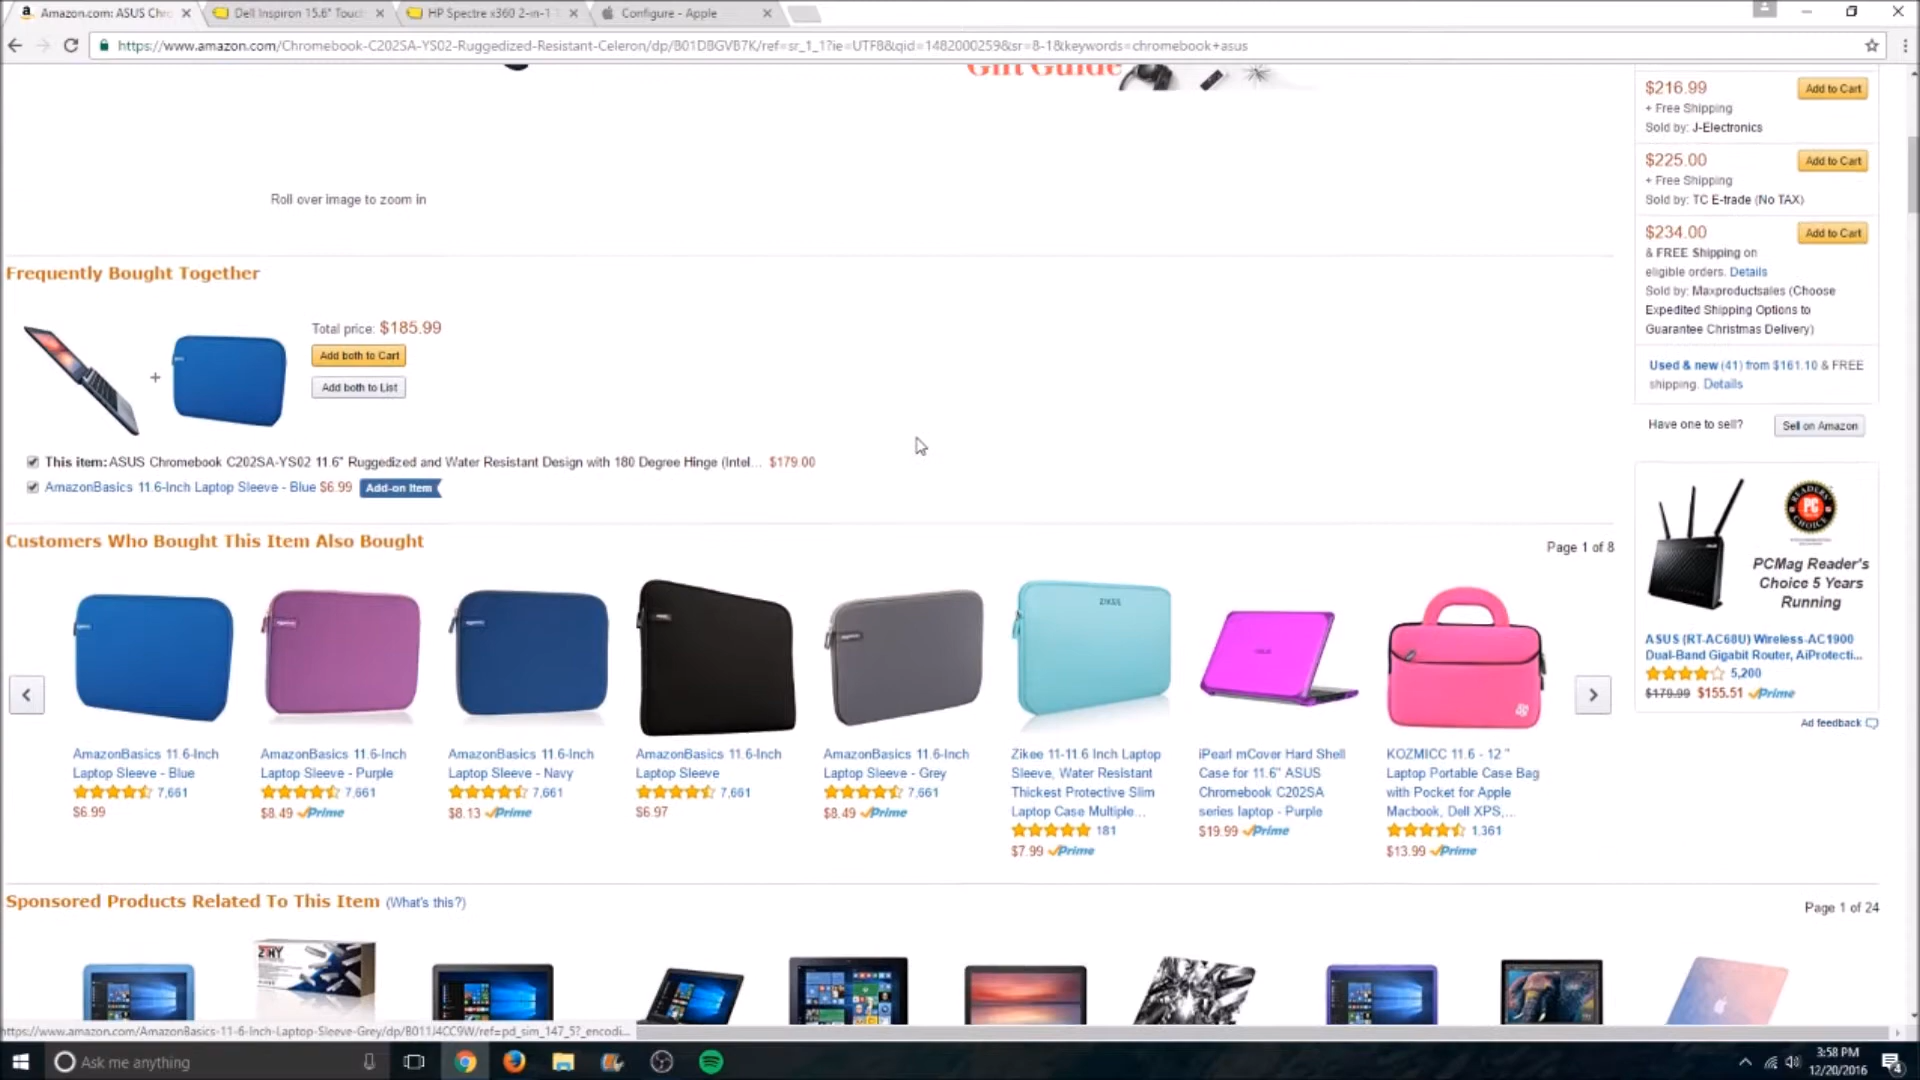 Amazon.com: ASUS Chro
Dell Inspiron 15.6" Touc
HP Spectre x360 2-in-1
Configure - Apple
https://www.amazon.com/Chromebook-C202SA-YS02-Ruggedized-Resistant-Celeron/dp/B01DBGVB7K/ref=sr_1_1?ie=UTF8&qid=1482000259&sr=8-1&keywords=chromebook+asus
Gift Guide
$216.99
Add to Cart
+ Free Shipping
Sold by: J-Electronics
$225.00
Add to Cart
+ Free Shipping
Sold by: TC E-trade (No TAX)
$234.00
Add to Cart
& FREE Shipping on
eligible orders. Details
Sold by: Maxproductsales (Choose
Expedited Shipping Options to
Guarantee Christmas Delivery)
Used & new (41) from $161.10 & FREE
shipping. Details
Have one to sell?
Sell on Amazon
Roll over image to zoom in
Frequently Bought Together
+
Total price: $185.99
Add both to Cart
Add both to List
This item: ASUS Chromebook C202SA-YS02 11.6" Ruggedized and Water Resistant Design with 180 Degree Hinge (Intel... $179.00
AmazonBasics 11.6-Inch Laptop Sleeve - Blue $6.99 Add-on Item
Customers Who Bought This Item Also Bought
Page 1 of 8
ZIKEE
AmazonBasics 11.6-Inch
Laptop Sleeve - Blue
7,661
$6.99
AmazonBasics 11.6-Inch
Laptop Sleeve - Purple
7,661
$8.49 Prime
AmazonBasics 11.6-Inch
Laptop Sleeve - Navy
7,661
$8.13 Prime
AmazonBasics 11.6-Inch
Laptop Sleeve
7,661
$6.97
AmazonBasics 11.6-Inch
Laptop Sleeve - Grey
7,661
$8.49 Prime
Zikee 11-11.6 Inch Laptop
Sleeve, Water Resistant
Thickest Protective Slim
Laptop Case Multiple...
181
$7.99 Prime
iPearl mCover Hard Shell
Case for 11.6" ASUS
Chromebook C202SA
series laptop - Purple
$19.99 Prime
KOZMICC 11.6 - 12 "
Laptop Portable Case Bag
with Pocket for Apple
Macbook, Dell XPS,...
1,361
$13.99 Prime
READERS'
PC
CHOICE
PCMag Reader's
Choice 5 Years
Running
ASUS (RT-AC68U) Wireless-AC1900
Dual-Band Gigabit Router, AiProtecti...
5,200
$179.99 $155.51 Prime
Ad feedback
Sponsored Products Related To This Item (What's this?)
Page 1 of 24
https://www.amazon.com/AmazonBasics-11-6-Inch-Laptop-Sleeve-Grey/dp/B011J4CC9W/ref=pd_sim_147_5?_encodi...
Ask me anything
3:58 PM
12/20/2016
4